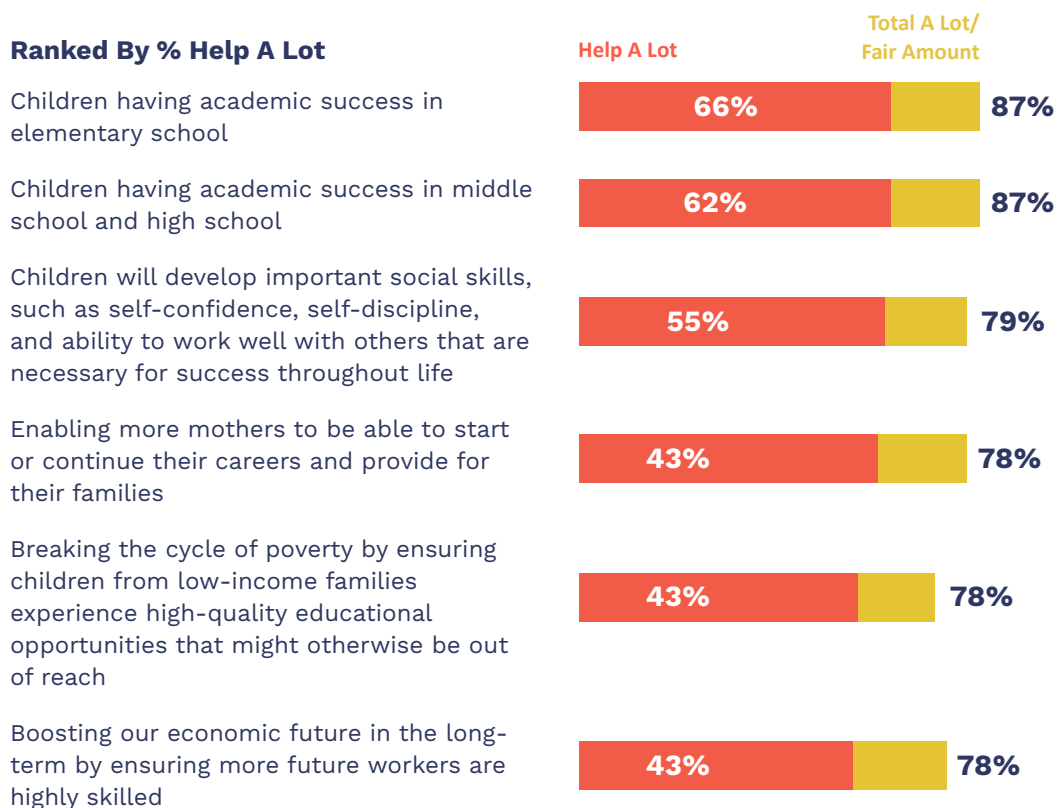 Ranked By % Help A Lot
Help A Lot
Total A Lot/
Fair Amount
Children having academic success in
elementary school
66%
87%
Children having academic success in middle
school and high school
62%
87%
Children will develop important social skills,
such as self-confidence, self-discipline,
and ability to work well with others that are
necessary for success throughout life
55%
79%
Enabling more mothers to be able to start
or continue their careers and provide for
their families
43%
78%
Breaking the cycle of poverty by ensuring
children from low-income families
experience high-quality educational
opportunities that might otherwise be out
of reach
43%
78%
Boosting our economic future in the long-
term by ensuring more future workers are
highly skilled
43%
78%